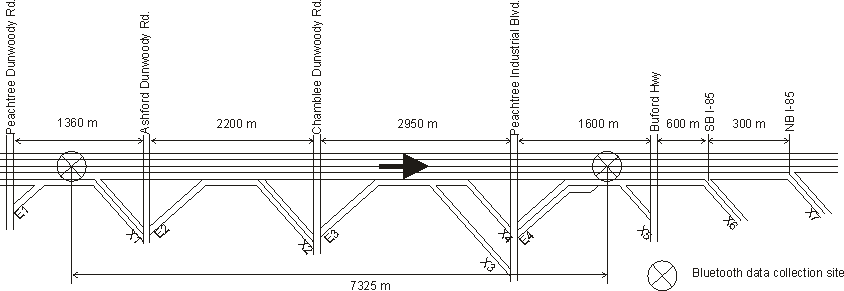 Peachtree Dunwoody Rd.
Ashford Dunwoody Rd.
Chamblee Dunwoody Rd.
Peachtree Industrial Blvd.
Buford Hwy
SB I-85
NB I-85
1360 m
2200 m
2950 m
1600 m
600 m
300 m
E1
X1
E2
X2
E3
X3
X4
E4
X5
X6
X7
7325 m
Bluetooth data collection site